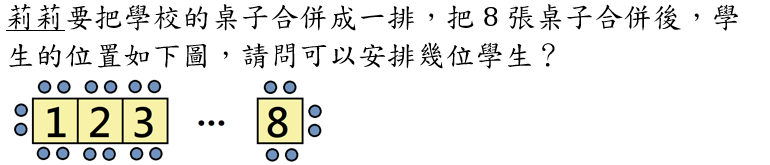 莉莉要把學校的桌子合併成一排，把 8 張桌子合併後，學
生的位置如下圖，請問可以安排幾位學生？
1 2 3 … 8